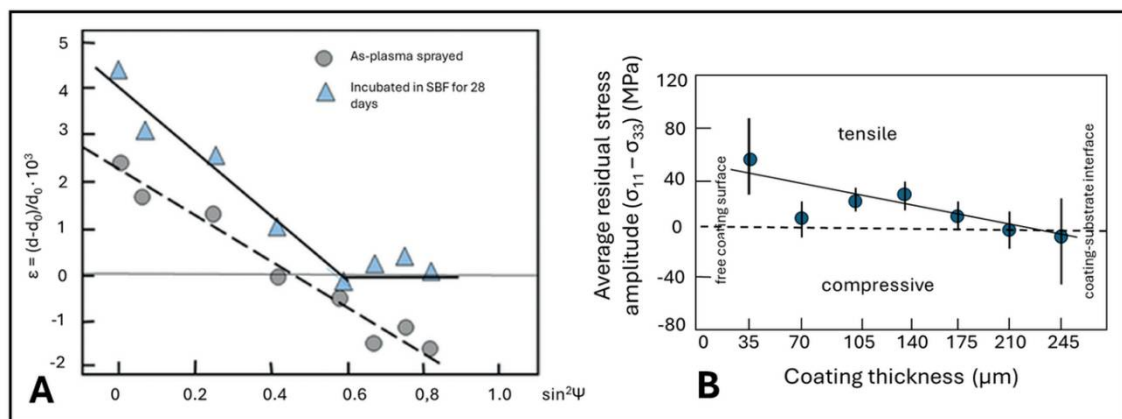 5
4
3
2
1
0
-1
-2
ε = (d-d₀)/d₀ · 10³
As-plasma sprayed
Incubated in SBF for 28
days
0
0.2
0.4
0.6
0,8
1.0
sin²Ψ
A
120
80
40
0
-40
-80
Average residual stress
amplitude (σ₁₁ – σ₃₃) (MPa)
free coating surface
tensile
compressive
coating-substrate interface
0
35
70
105
140
175
210
245
Coating thickness (µm)
B